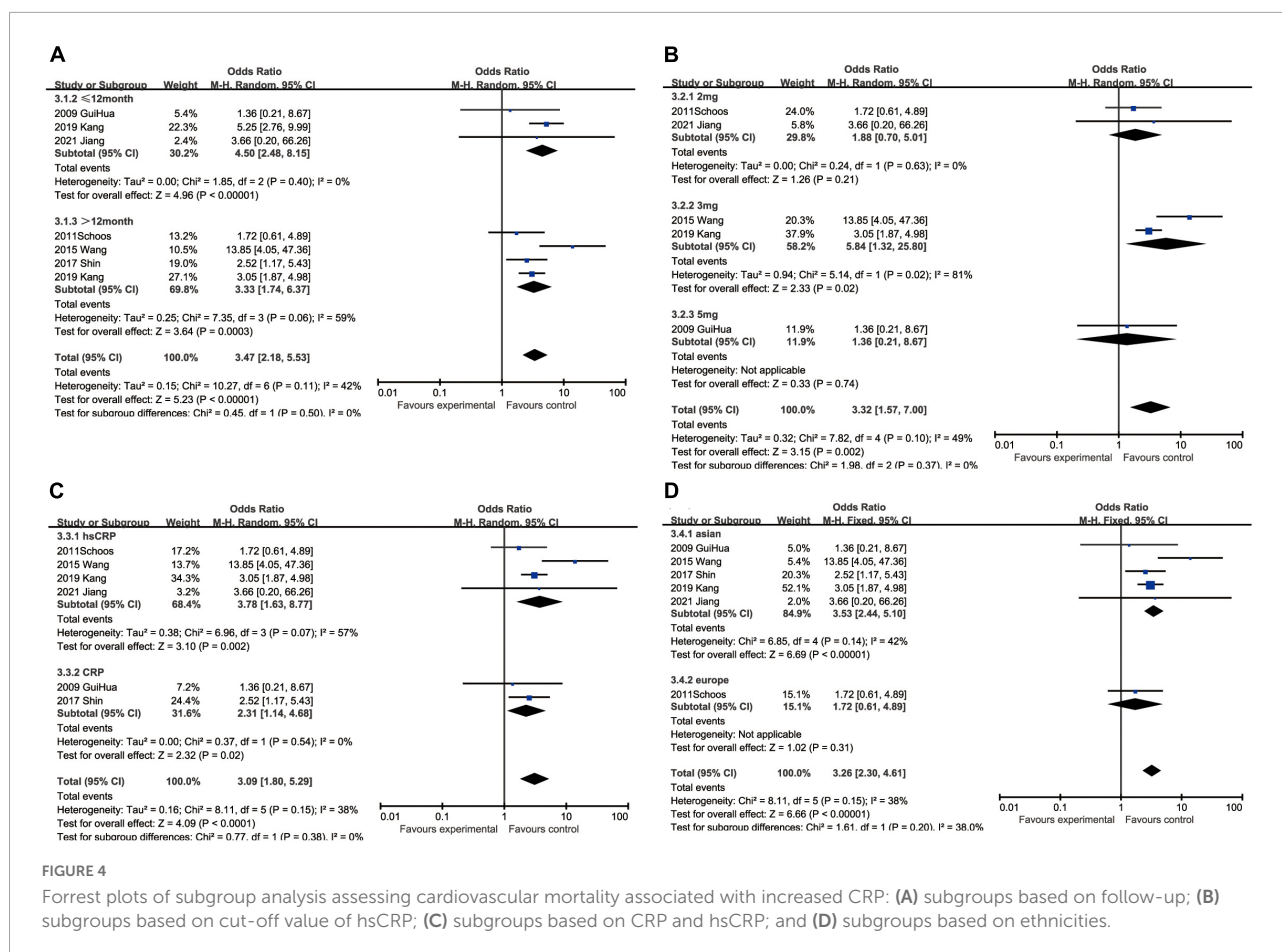 A
Odds Ratio Odds Ratio
Study or Subgroup Weight M-H. Random. 95% CI M-H. Random. 95% CI
3.1.2 ≤12month
2009 GuiHua 5.4% 1.36 [0.21, 8.67]
2019 Kang 22.3% 5.25 [2.76, 9.99]
2021 Jiang 2.4% 3.66 [0.20, 66.26]
Subtotal (95% CI) 30.2% 4.50 [2.48, 8.15]
Total events
Heterogeneity: Tau² = 0.00; Chi² = 1.85, df = 2 (P = 0.40); I² = 0%
Test for overall effect: Z = 4.96 (P < 0.00001)
3.1.3 >12month
2011Schoos 13.2% 1.72 [0.61, 4.89]
2015 Wang 10.5% 13.85 [4.05, 47.36]
2017 Shin 19.0% 2.52 [1.17, 5.43]
2019 Kang 27.1% 3.05 [1.87, 4.98]
Subtotal (95% CI) 69.8% 3.33 [1.74, 6.37]
Total events
Heterogeneity: Tau² = 0.25; Chi² = 7.35, df = 3 (P = 0.06); I² = 59%
Test for overall effect: Z = 3.64 (P = 0.0003)
Total (95% CI) 100.0% 3.47 [2.18, 5.53]
Total events
Heterogeneity: Tau² = 0.15; Chi² = 10.27, df = 6 (P = 0.11); I² = 42%
Test for overall effect: Z = 5.23 (P < 0.00001)
Test for subgroup differences: Chi² = 0.45, df = 1 (P = 0.50), I² = 0%
0.01 0.1 1 10 100
Favours experimental Favours control
B
Odds Ratio Odds Ratio
Study or Subgroup Weight M-H. Random. 95% CI M-H. Random. 95% CI
3.2.1 2mg
2011Schoos 24.0% 1.72 [0.61, 4.89]
2021 Jiang 5.8% 3.66 [0.20, 66.26]
Subtotal (95% CI) 29.8% 1.88 [0.70, 5.01]
Total events
Heterogeneity: Tau² = 0.00; Chi² = 0.24, df = 1 (P = 0.63); I² = 0%
Test for overall effect: Z = 1.26 (P = 0.21)
3.2.2 3mg
2015 Wang 20.3% 13.85 [4.05, 47.36]
2019 Kang 37.9% 3.05 [1.87, 4.98]
Subtotal (95% CI) 58.2% 5.84 [1.32, 25.80]
Total events
Heterogeneity: Tau² = 0.94; Chi² = 5.14, df = 1 (P = 0.02); I² = 81%
Test for overall effect: Z = 2.33 (P = 0.02)
3.2.3 5mg
2009 GuiHua 11.9% 1.36 [0.21, 8.67]
Subtotal (95% CI) 11.9% 1.36 [0.21, 8.67]
Total events
Heterogeneity: Not applicable
Test for overall effect: Z = 0.33 (P = 0.74)
Total (95% CI) 100.0% 3.32 [1.57, 7.00]
Total events
Heterogeneity: Tau² = 0.32; Chi² = 7.82, df = 4 (P = 0.10); I² = 49%
Test for overall effect: Z = 3.15 (P = 0.002)
Test for subgroup differences: Chi² = 1.98, df = 2 (P = 0.37), I² = 0%
0.01 0.1 1 10 100
Favours experimental Favours control
C
Odds Ratio Odds Ratio
Study or Subgroup Weight M-H. Random. 95% CI M-H. Random. 95% CI
3.3.1 hsCRP
2011Schoos 17.2% 1.72 [0.61, 4.89]
2015 Wang 13.7% 13.85 [4.05, 47.36]
2019 Kang 34.3% 3.05 [1.87, 4.98]
2021 Jiang 3.2% 3.66 [0.20, 66.26]
Subtotal (95% CI) 68.4% 3.78 [1.63, 8.77]
Total events
Heterogeneity: Tau² = 0.38; Chi² = 6.96, df = 3 (P = 0.07); I² = 57%
Test for overall effect: Z = 3.10 (P = 0.002)
3.3.2 CRP
2009 GuiHua 7.2% 1.36 [0.21, 8.67]
2017 Shin 24.4% 2.52 [1.17, 5.43]
Subtotal (95% CI) 31.6% 2.31 [1.14, 4.68]
Total events
Heterogeneity: Tau² = 0.00; Chi² = 0.37, df = 1 (P = 0.54); I² = 0%
Test for overall effect: Z = 2.32 (P = 0.02)
Total (95% CI) 100.0% 3.09 [1.80, 5.29]
Total events
Heterogeneity: Tau² = 0.16; Chi² = 8.11, df = 5 (P = 0.15); I² = 38%
Test for overall effect: Z = 4.09 (P < 0.0001)
Test for subgroup differences: Chi² = 0.77, df = 1 (P = 0.38), I² = 0%
0.01 0.1 1 10 100
Favours experimental Favours control
D
Odds Ratio Odds Ratio
Study or Subgroup Weight M-H. Fixed. 95% CI M-H. Fixed. 95% CI
3.4.1 asian
2009 GuiHua 5.0% 1.36 [0.21, 8.67]
2015 Wang 5.4% 13.85 [4.05, 47.36]
2017 Shin 20.3% 2.52 [1.17, 5.43]
2019 Kang 52.1% 3.05 [1.87, 4.98]
2021 Jiang 2.0% 3.66 [0.20, 66.26]
Subtotal (95% CI) 84.9% 3.53 [2.44, 5.10]
Total events
Heterogeneity: Chi² = 6.85, df = 4 (P = 0.14); I² = 42%
Test for overall effect: Z = 6.69 (P < 0.00001)
3.4.2 europe
2011Schoos 15.1% 1.72 [0.61, 4.89]
Subtotal (95% CI) 15.1% 1.72 [0.61, 4.89]
Total events
Heterogeneity: Not applicable
Test for overall effect: Z = 1.02 (P = 0.31)
Total (95% CI) 100.0% 3.26 [2.30, 4.61]
Total events
Heterogeneity: Chi² = 8.11, df = 5 (P = 0.15); I² = 38%
Test for overall effect: Z = 6.66 (P < 0.00001)
Test for subgroup differences: Chi² = 1.61, df = 1 (P = 0.20), I² = 38.0%
0.01 0.1 1 10 100
Favours experimental Favours control
FIGURE 4
Forrest plots of subgroup analysis assessing cardiovascular mortality associated with increased CRP: (A) subgroups based on follow-up; (B)
subgroups based on cut-off value of hsCRP; (C) subgroups based on CRP and hsCRP; and (D) subgroups based on ethnicities.